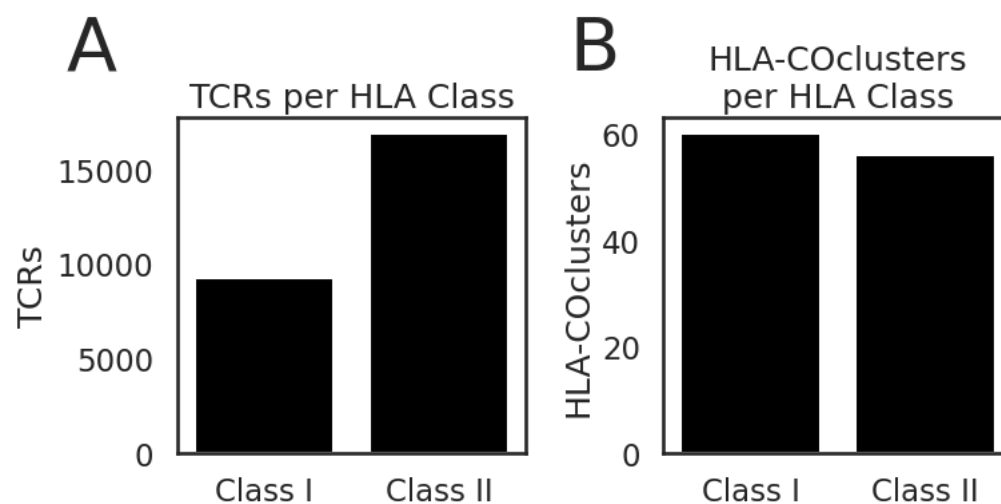 A
TCRs per HLA Class
TCRs
15000
10000
5000
0
Class I
Class II
B
HLA-COclusters
per HLA Class
HLA-COclusters
60
40
20
0
Class I
Class II